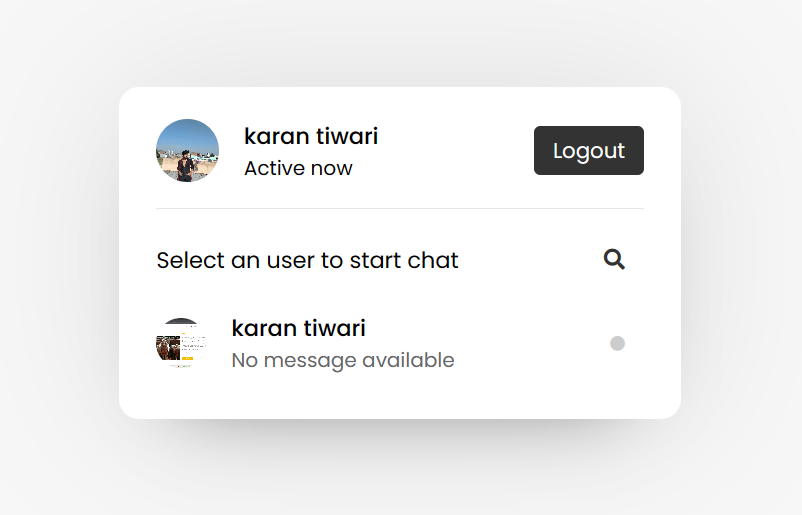 karan tiwari
Active now
Logout
Select an user to start chat
karan tiwari
No message available